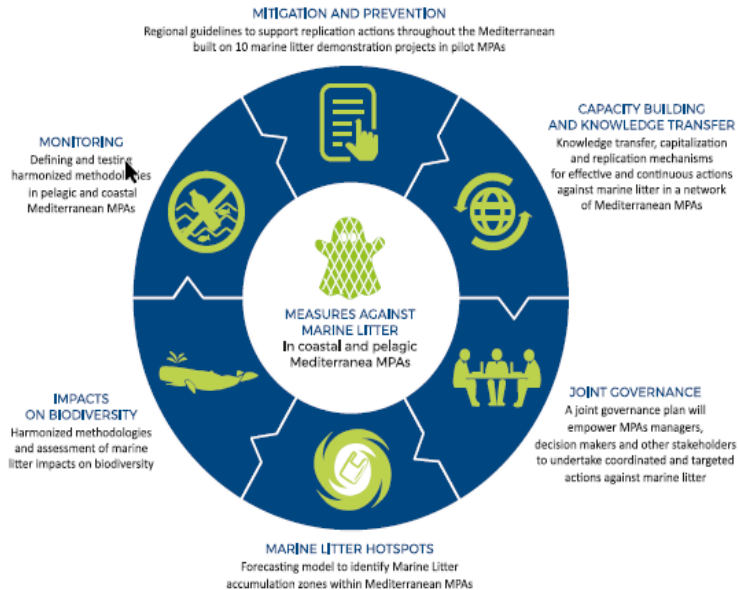 MITIGATION AND PREVENTION
Regional guidelines to support replication actions throughout the Mediterranean
built on 10 marine litter demonstration projects in pilot MPAs
CAPACITY BUILDING
AND KNOWLEDGE TRANSFER
Knowledge transfer, capitalization
and replication mechanisms
for effective and continuous actions
against marine litter in a network
of Mediterranean MPAs
JOINT GOVERNANCE
A joint governance plan will
empower MPAs managers,
decision makers and other stakeholders
to undertake coordinated and targeted
actions against marine litter
MARINE LITTER HOTSPOTS
Forecasting model to identify Marine Litter
accumulation zones within Mediterranean MPAs
IMPACTS
ON BIODIVERSITY
Harmonized methodologies
and assessment of marine
litter impacts on biodiversity
MONITORING
Defining and testing
harmonized methodologies
in pelagic and coastal
Mediterranean MPAs
MEASURES AGAINST
MARINE LITTER
In coastal and pelagic
Mediterranea MPAs